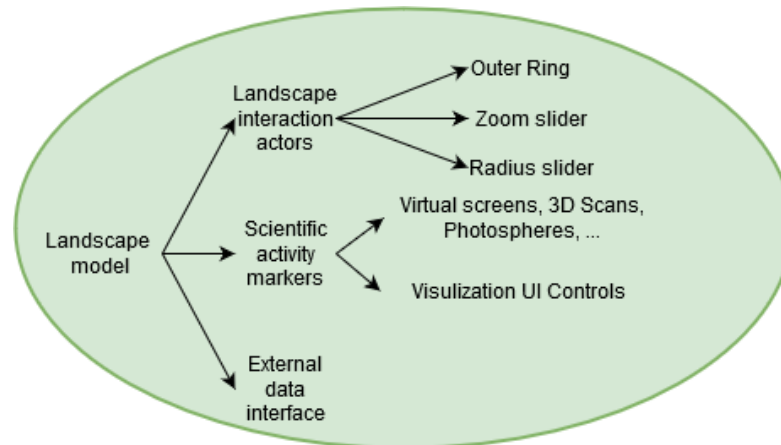 Outer Ring
Landscape
interaction
actors
Zoom slider
Radius slider
Virtual screens, 3D Scans,
Photospheres, ...
Scientific
activity
markers
Landscape
model
Visulization UI Controls
External
data
interface